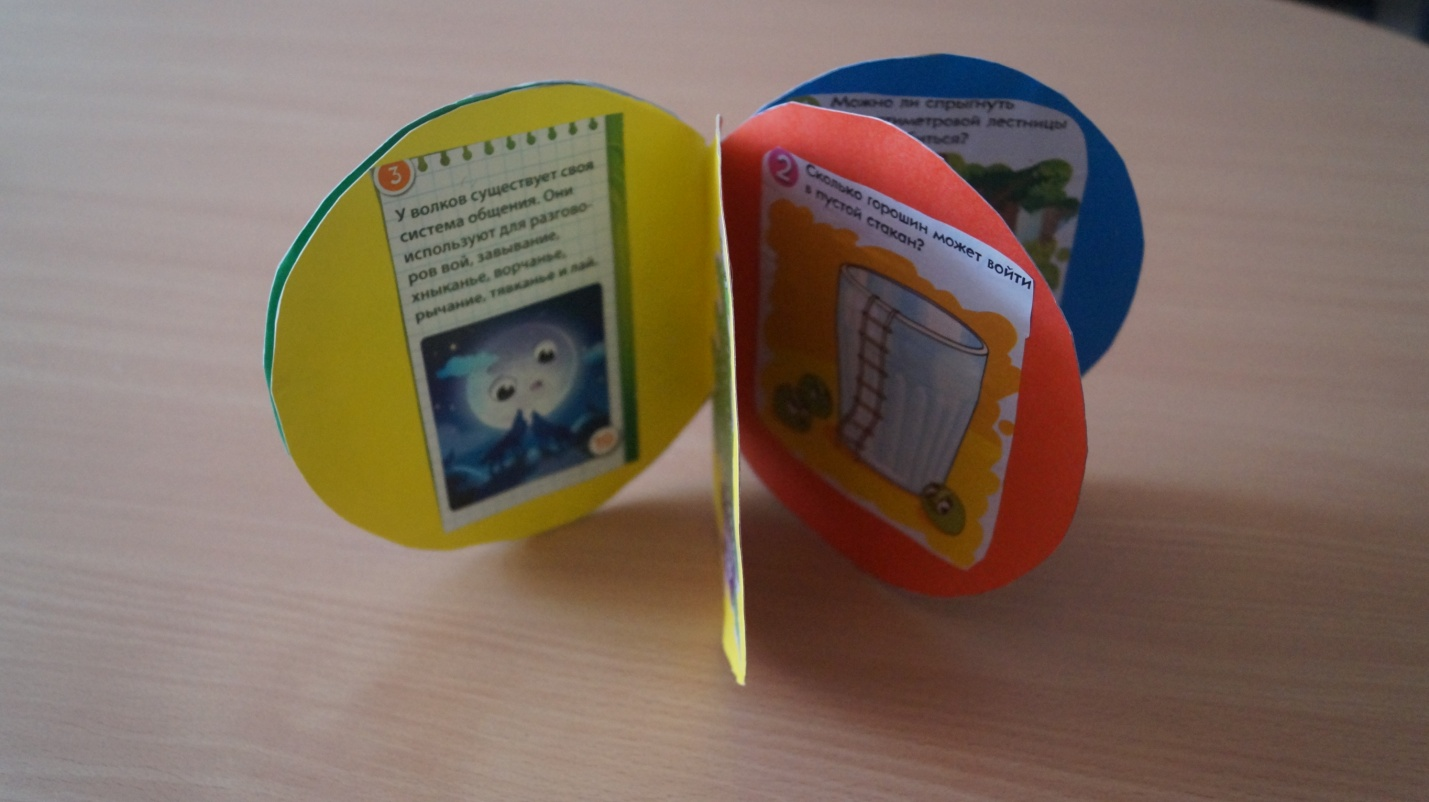 3
У волков существует своя
система общения. Они
используют для разгово-
ров вой, завывание,
хныканье, ворчанье,
рычание, тявканье и лай.
2
Сколько горошин может войти
в пустой стакан?
Можно ли спрыгнуть
лестницы